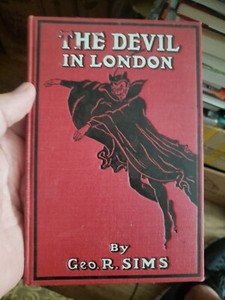 THE DEVIL
IN LONDON
By
GEO. R. SIMS